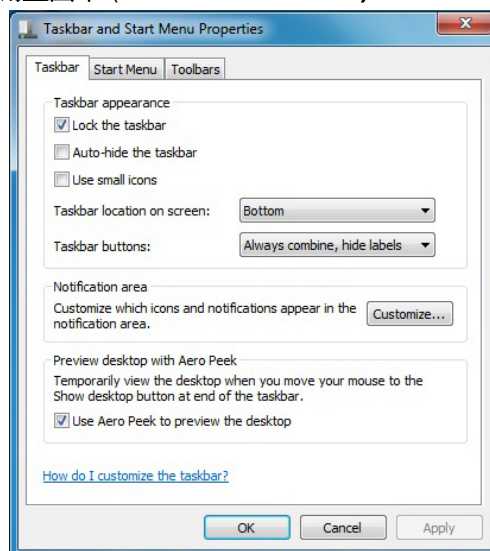 Taskbar and Start Menu Properties
Taskbar
Start Menu
Toolbars
Taskbar appearance
Lock the taskbar
Auto-hide the taskbar
Use small icons
Taskbar location on screen:
Bottom
Taskbar buttons:
Always combine, hide labels
Notification area
Customize which icons and notifications appear in the
notification area.
Customize...
Preview desktop with Aero Peek
Temporarily view the desktop when you move your mouse to the
Show desktop button at end of the taskbar.
Use Aero Peek to preview the desktop
How do I customize the taskbar?
OK
Cancel
Apply